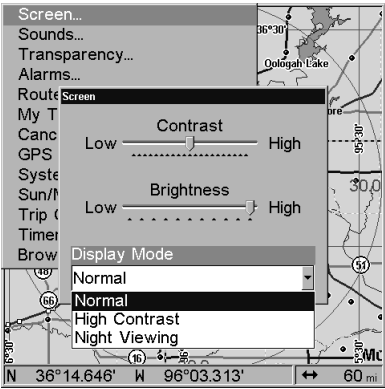 Screen...
Sounds...
Transparency...
Alarms...
Route
My T
Canc
GPS
Syste
Sun/
Trip
Timer
Brow
Screen
Contrast
Low
High
Brightness
Low
High
Display Mode
Normal
Normal
High Contrast
Night Viewing
36°30'
Oologah Lake
ore
95°30'
30,0
51
48
66
16
N 36°14.646' W 96°03.313'
↔ 60 mi